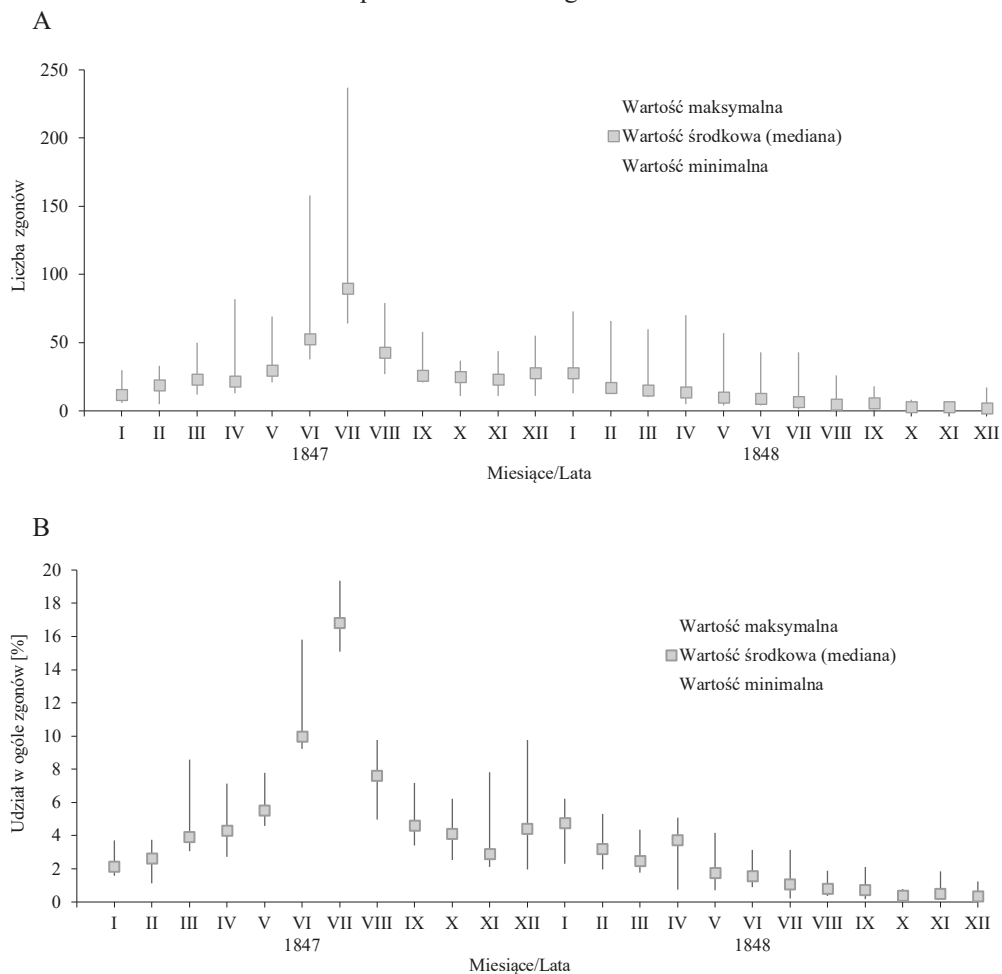 A
250
200
150
100
50
0
Liczba zgonów
Wartość maksymalna
Wartość środkowa (mediana)
Wartość minimalna
I II III IV V VI VII VIII IX X XI XII I II III IV V VI VII VIII IX X XI XII
1847 1848
Miesiące/Lata
B
20
18
16
14
12
10
8
6
4
2
0
Udział w ogóle zgonów [%]
Wartość maksymalna
Wartość środkowa (mediana)
Wartość minimalna
I II III IV V VI VII VIII IX X XI XII I II III IV V VI VII VIII IX X XI XII
1847 1848
Miesiące/Lata